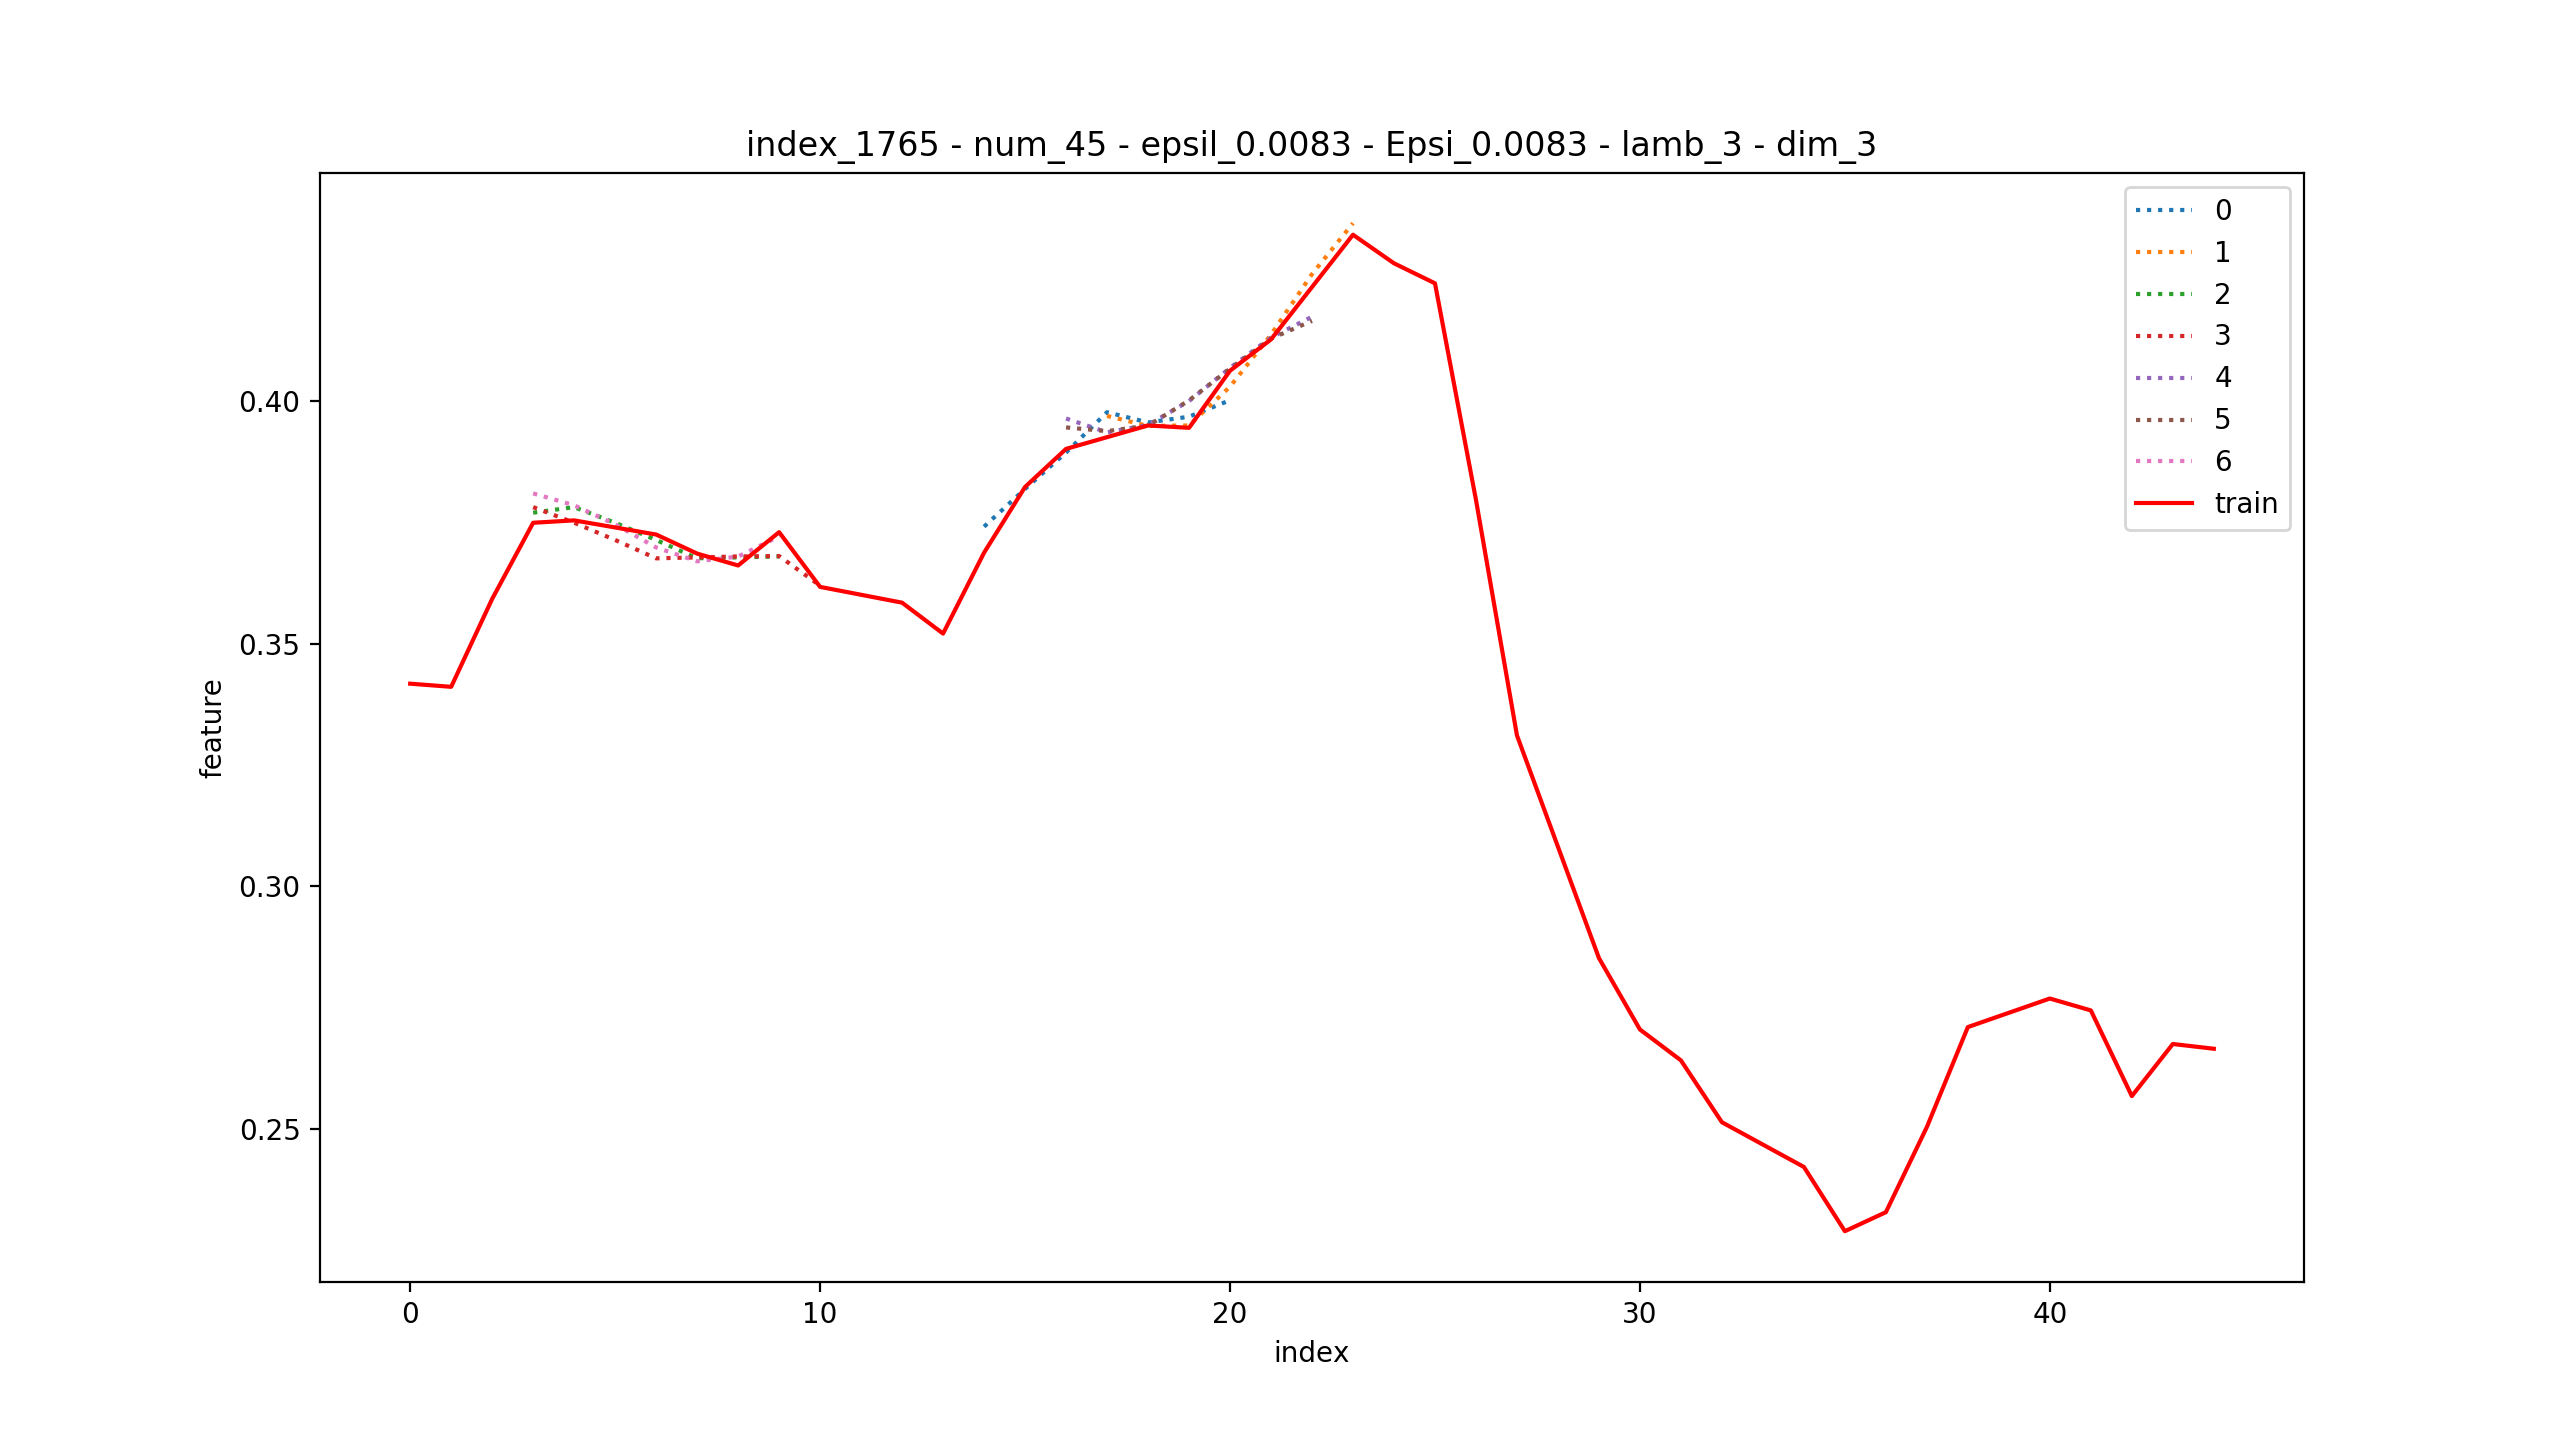 index_1765 - num_45 - epsil_0.0083 - Epsi_0.0083 - lamb_3 - dim_3
0
1
2
3
4
5
6
train
0.40
0.35
0.30
0.25
feature
0 10 20 30 40
index